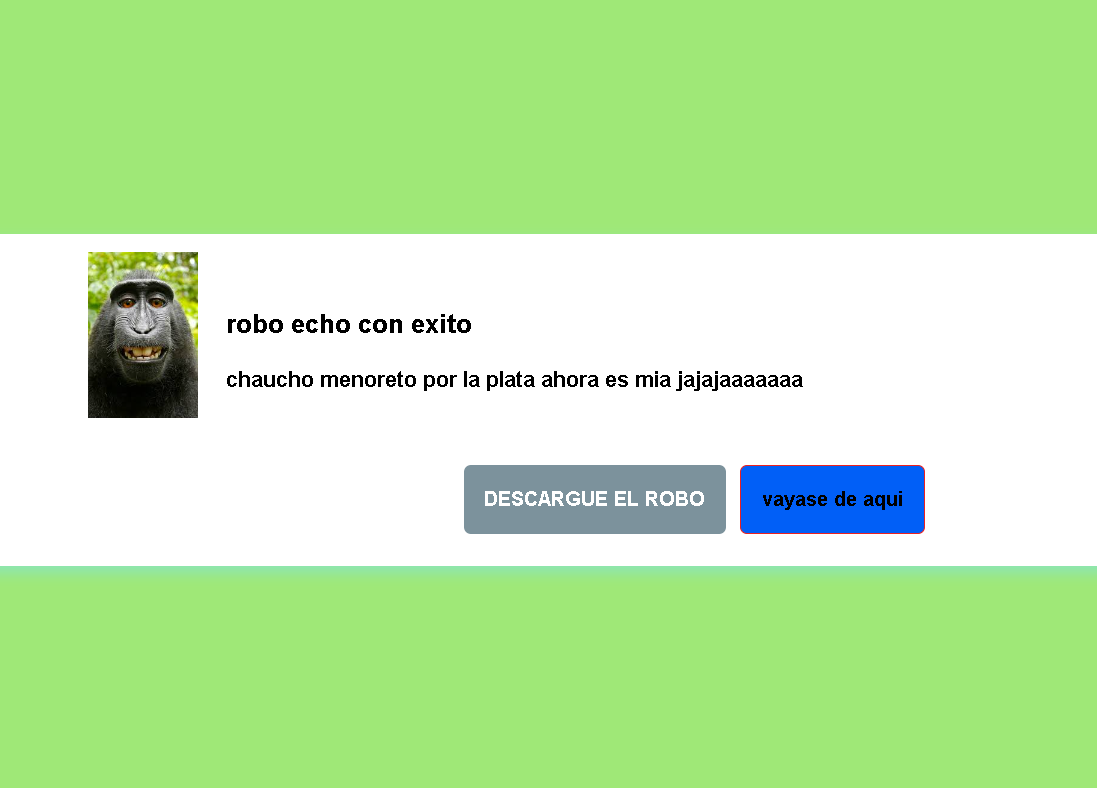 robo echo con exito
chaucho menoreto por la plata ahora es mia jajajaaaaaaa
DESCARGUE EL ROBO
vayase de aqui